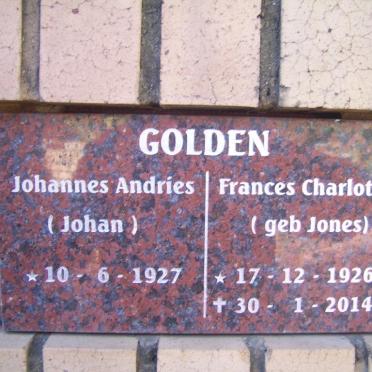 GOLDEN
Johannes Andries
( Johan )
★ 10 - 6 - 1927
Frances Charlot
( geb Jones)
★ 17 - 12 - 1926
✝ 30 - 1 - 2014